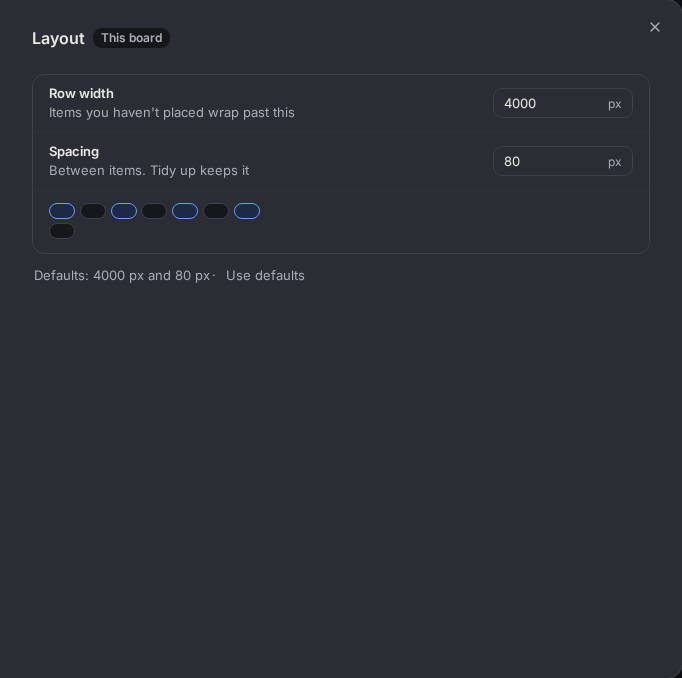 Layout This board
Row width
Items you haven't placed wrap past this
4000 px
Spacing
Between items. Tidy up keeps it
80 px
Defaults: 4000 px and 80 px · Use defaults